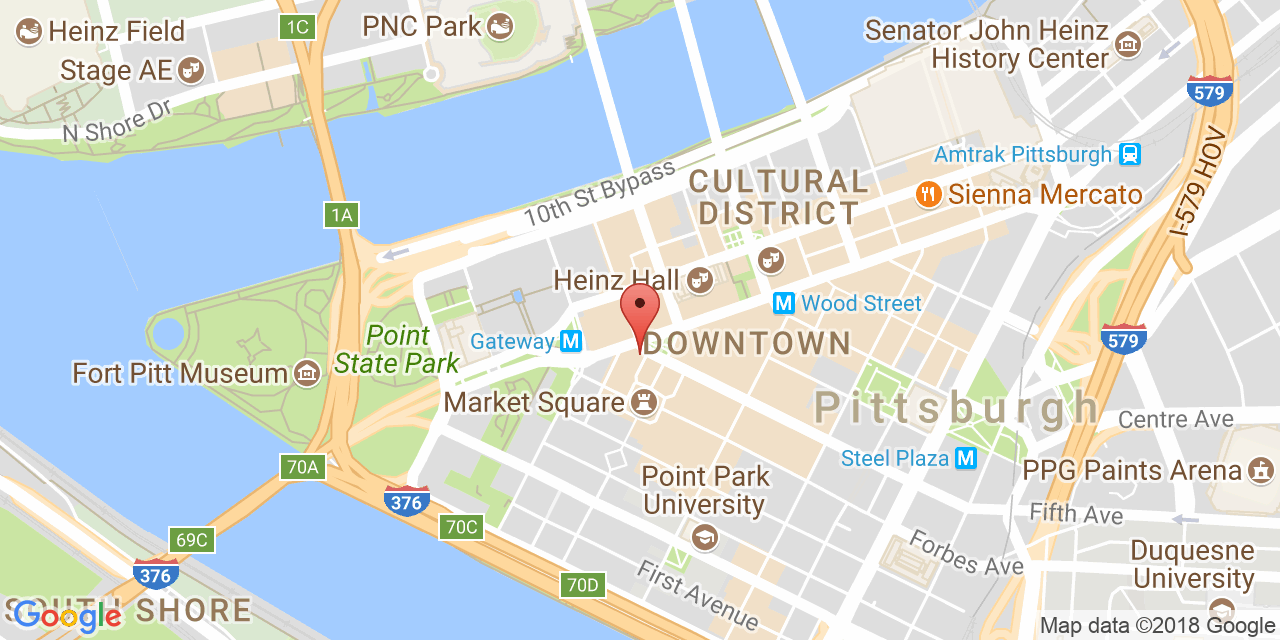 Heinz Field
1C
PNC Park
Senator John Heinz
History Center
Stage AE
579
N Shore Dr
I-579 HOV
Amtrak Pittsburgh
10th St Bypass
CULTURAL
DISTRICT
Sienna Mercato
1A
Heinz Hall
M Wood Street
Point
State Park
Gateway M
DOWNTOWN
579
Fort Pitt Museum
Market Square
Pittsburgh
Centre Ave
70A
Steel Plaza M
PPG Paints Arena
Point Park
University
376
Fifth Ave
70C
69C
Forbes Ave
Duquesne
University
376
70D
First Avenue
SOUTH SHORE
Google
Map data ©2018 Google